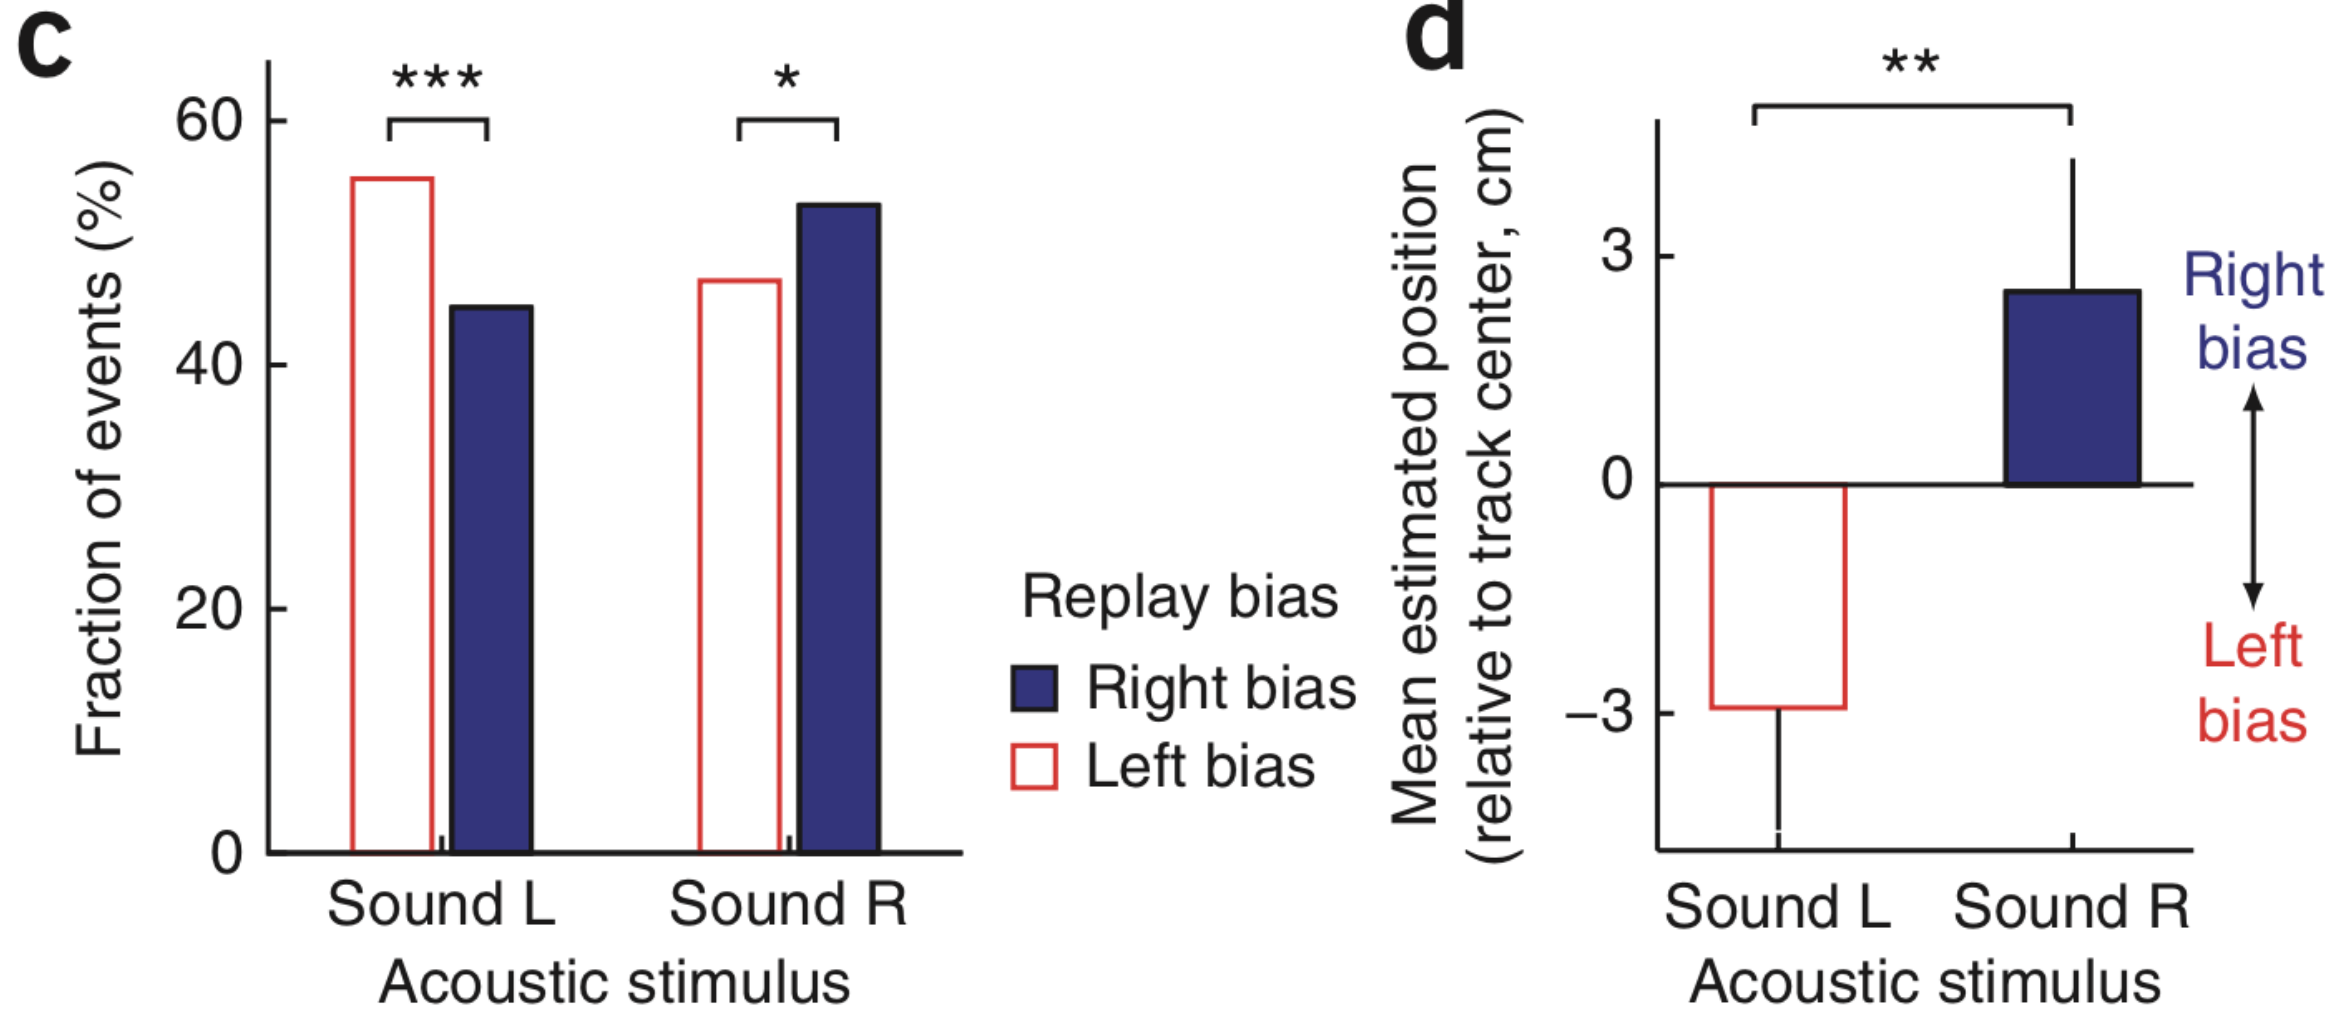 c
Fraction of events (%)
60
40
20
0
***
*
Sound L
Sound R
Acoustic stimulus
Replay bias
Right bias
Left bias
d
Mean estimated position
(relative to track center, cm)
3
0
−3
**
Right
bias
Left
bias
Sound L
Sound R
Acoustic stimulus